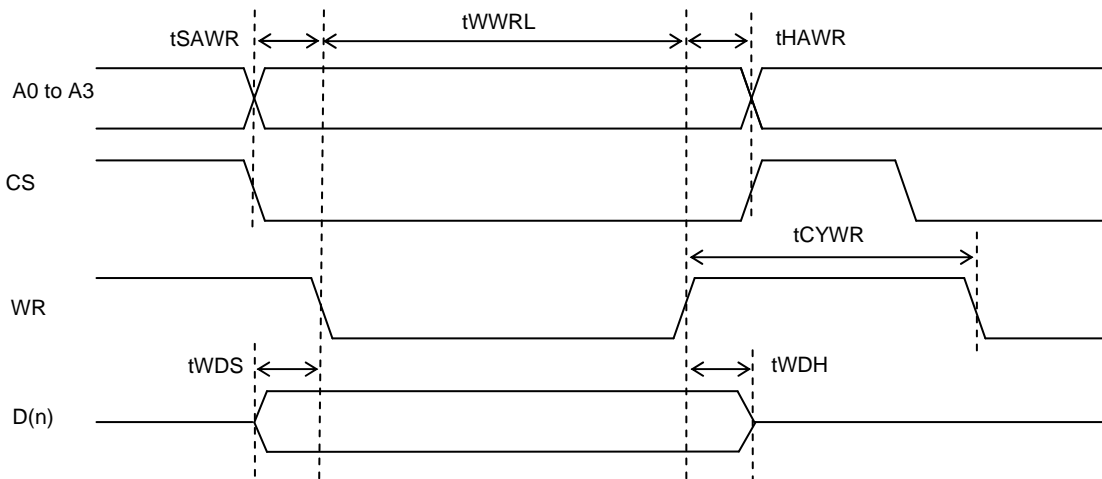 tWWRL
tSAWR
tHAWR
A0 to A3
CS
tCYWR
WR
tWDS
tWDH
D(n)